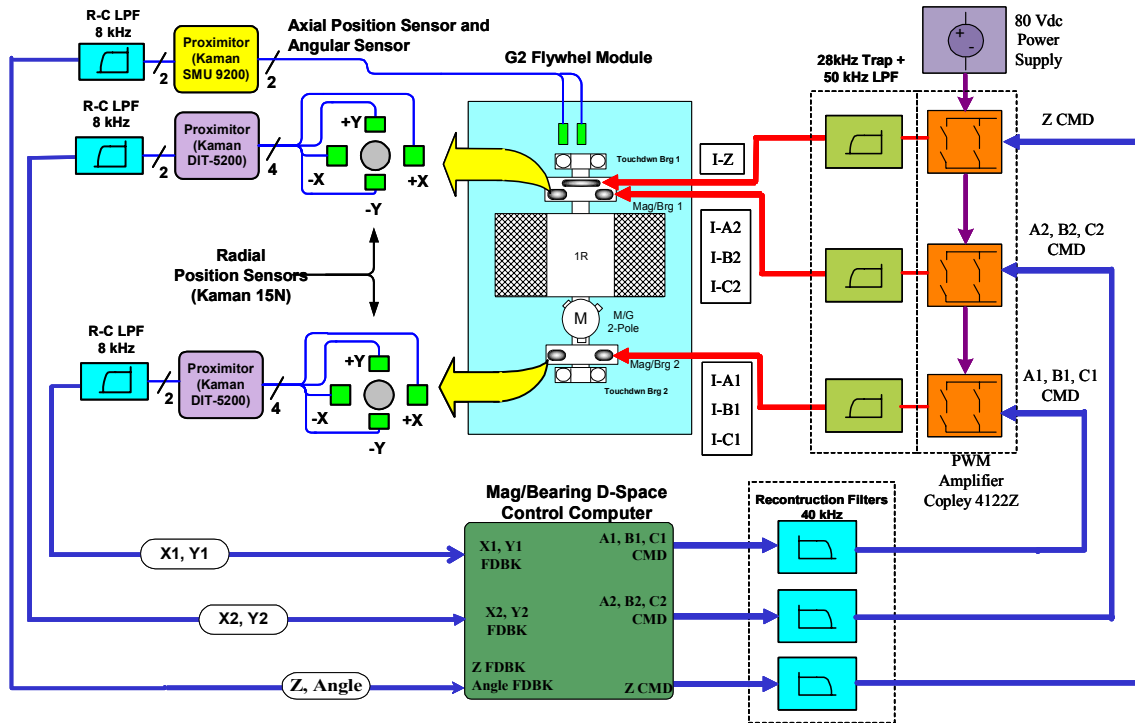 R-C LPF
8 kHz
2
Proximitor
(Kaman
SMU 9200)
2
Axial Position Sensor and
Angular Sensor
G2 Flywhel Module
28kHz Trap +
50 kHz LPF
80 Vdc
Power
Supply
+
-
R-C LPF
8 kHz
2
Proximitor
(Kaman
DIT-5200)
4
+Y
-X
+X
-Y
Touchdwn Brg 1
Mag/Brg 1
1R
M
M/G
2-Pole
Mag/Brg 2
Touchdwn Brg 2
I-Z
I-A2
I-B2
I-C2
I-A1
I-B1
I-C1
Z CMD
A2, B2, C2
CMD
A1, B1, C1
CMD
PWM
Amplifier
Copley 4122Z
Radial
Position Sensors
(Kaman 15N)
R-C LPF
8 kHz
2
Proximitor
(Kaman
DIT-5200)
4
+Y
-X
+X
-Y
Mag/Bearing D-Space
Control Computer
X1, Y1
FDBK
A1, B1, C1
CMD
X2, Y2
FDBK
A2, B2, C2
CMD
Z FDBK
Angle FDBK
Z CMD
Recontruction Filters
40 kHz
X1, Y1
X2, Y2
Z, Angle